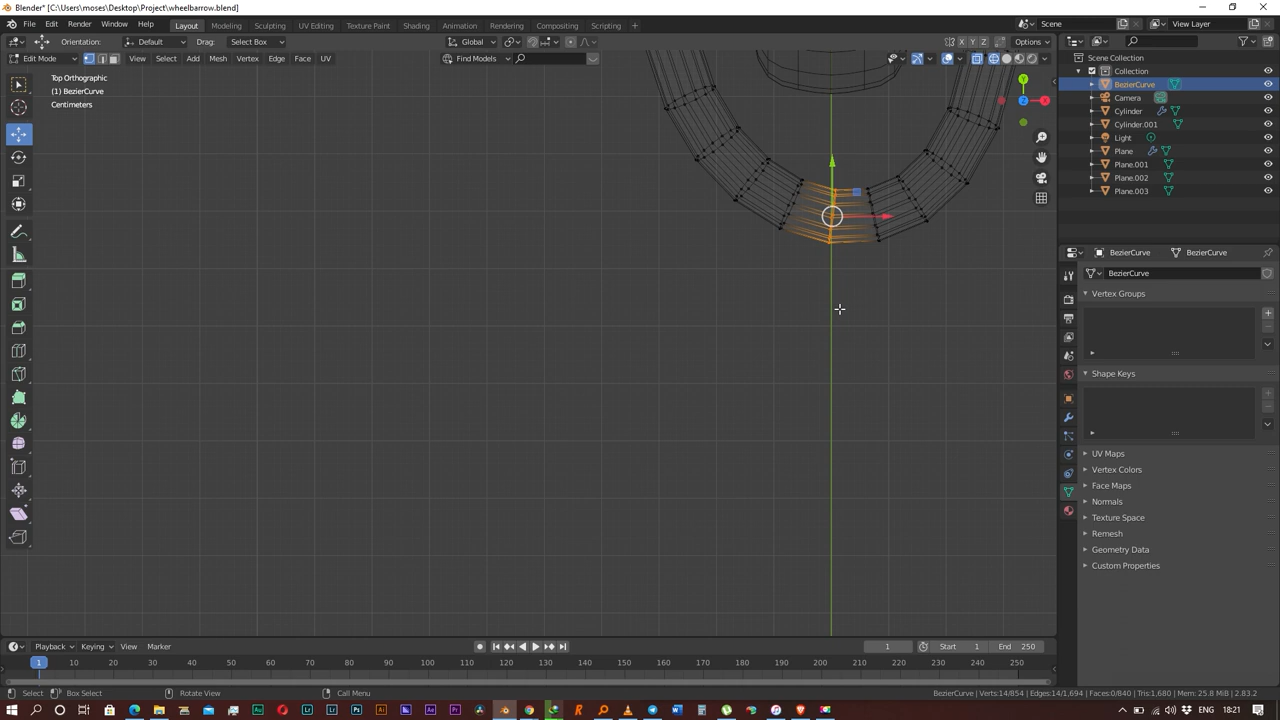 Blender* [C:\Users\moses\Desktop\Project\wheelbarrow.blend]
File Edit Render Window Help Layout Modeling Sculpting UV Editing Texture Paint Shading Animation Rendering Compositing Scripting + Scene View Layer
Orientation: Default Drag: Select Box Global X Y Z Options
Edit Mode View Select Add Mesh Vertex Edge Face UV Find Models
Top Orthographic
(1) BezierCurve
Centimeters
Y
Z X
Scene Collection
Collection
BezierCurve
Camera
Cylinder
Cylinder.001
Light
Plane
Plane.001
Plane.002
Plane.003
BezierCurve BezierCurve
BezierCurve
Vertex Groups
Shape Keys
UV Maps
Vertex Colors
Face Maps
Normals
Texture Space
Remesh
Geometry Data
Custom Properties
Playback Keying View Marker 1 Start 1 End 250
1 10 20 30 40 50 60 70 80 90 100 110 120 130 140 150 160 170 180 190 200 210 220 230 240 250
Select Box Select Rotate View Call Menu BezierCurve | Verts:14/854 | Edges:14/1,694 | Faces:0/840 | Tris:1,680 | Mem: 25.8 MiB | 2.83.2
ENG 18:21